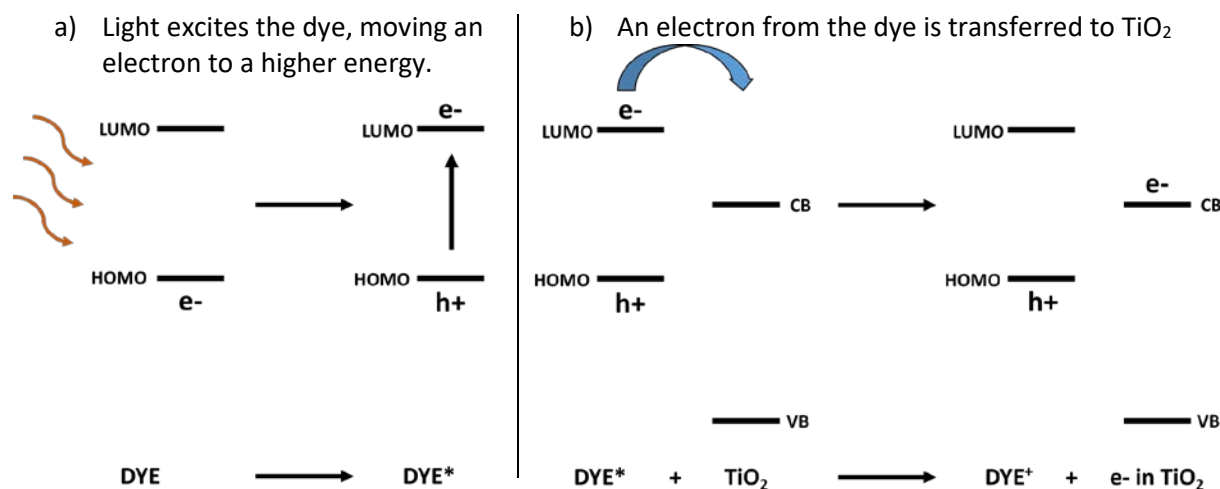 a) Light excites the dye, moving an
electron to a higher energy.
LUMO
e-
LUMO
HOMO
e-
HOMO
h+
DYE
DYE*
b) An electron from the dye is transferred to TiO₂
e-
LUMO
CB
HOMO
h+
VB
LUMO
e-
CB
HOMO
h+
VB
DYE* + TiO₂
DYE⁺ + e- in TiO₂